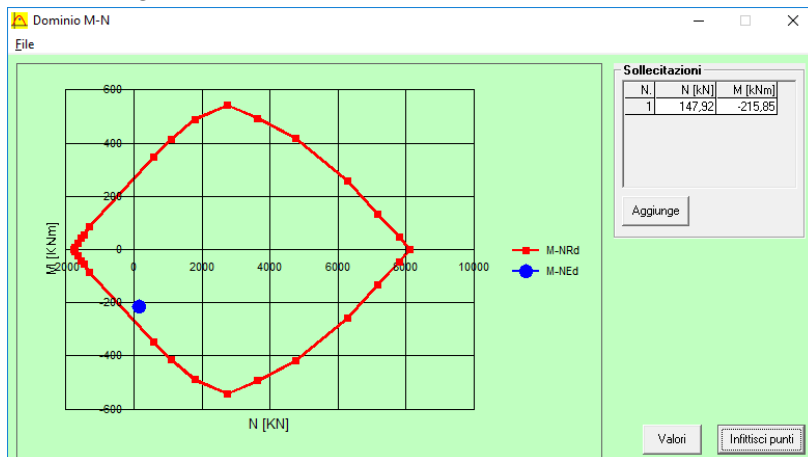 Dominio M-N
File
600
400
200
0
-200
-400
-600
M [KNm]
-2000
0
2000
4000
6000
8000
10000
N [KN]
M-NRd
M-NEd
Sollecitazioni
N. N [kN] M [kNm]
1 147,92 -215,85
Aggiunge
Valori
Infittisci punti